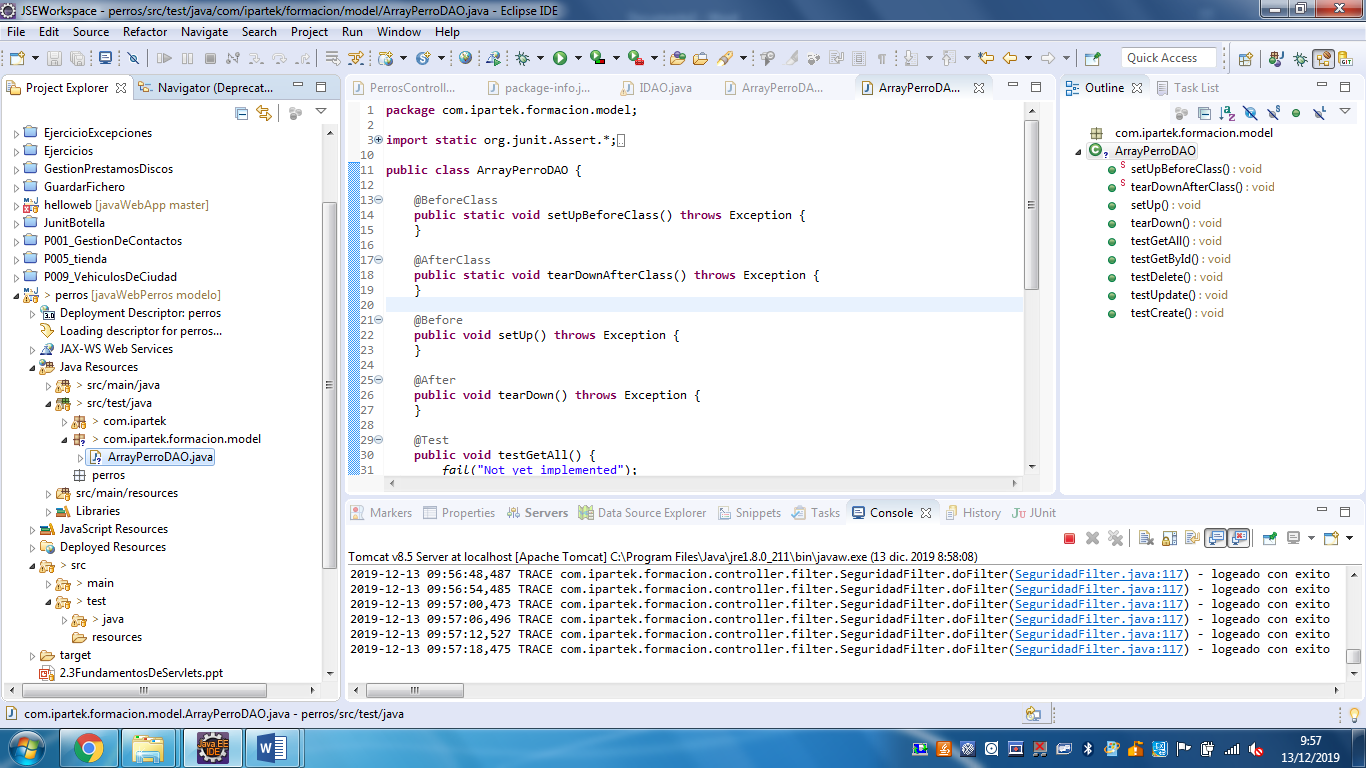 JSEWorkspace - perros/src/test/java/com/ipartek/formacion/model/ArrayPerroDAO.java - Eclipse IDE
File Edit Source Refactor Navigate Search Project Run Window Help
Quick Access
Project Explorer Navigator (Deprecat...
EjercicioExcepciones
Ejercicios
GestionPrestamosDiscos
GuardarFichero
helloweb [javaWebApp master]
JunitBotella
P001_GestionDeContactos
P005_tienda
P009_VehiculosDeCiudad
> perros [javaWebPerros modelo]
Deployment Descriptor: perros
Loading descriptor for perros...
JAX-WS Web Services
Java Resources
> src/main/java
> src/test/java
> com.ipartek
> com.ipartek.formacion.model
ArrayPerroDAO.java
perros
src/main/resources
Libraries
JavaScript Resources
Deployed Resources
> src
> main
> test
> java
resources
target
2.3FundamentosDeServlets.ppt
PerrosControll... package-info.j... IDAO.java ArrayPerroDA... ArrayPerroDA...
1 package com.ipartek.formacion.model;
2
3 import static org.junit.Assert.*;
10
11 public class ArrayPerroDAO {
12
13 @BeforeClass
14 public static void setUpBeforeClass() throws Exception {
15 }
16
17 @AfterClass
18 public static void tearDownAfterClass() throws Exception {
19 }
20
21 @Before
22 public void setUp() throws Exception {
23 }
24
25 @After
26 public void tearDown() throws Exception {
27 }
28
29 @Test
30 public void testGetAll() {
31 fail("Not yet implemented");
Outline Task List
com.ipartek.formacion.model
ArrayPerroDAO
setUpBeforeClass() : void
tearDownAfterClass() : void
setUp() : void
tearDown() : void
testGetAll() : void
testGetById() : void
testDelete() : void
testUpdate() : void
testCreate() : void
Markers Properties Servers Data Source Explorer Snippets Tasks Console History JUnit
Tomcat v8.5 Server at localhost [Apache Tomcat] C:\Program Files\Java\jre1.8.0_211\bin\javaw.exe (13 dic. 2019 8:58:08)
2019-12-13 09:56:48,487 TRACE com.ipartek.formacion.controller.filter.SeguridadFilter.doFilter(SeguridadFilter.java:117) - logeado con exito
2019-12-13 09:56:54,485 TRACE com.ipartek.formacion.controller.filter.SeguridadFilter.doFilter(SeguridadFilter.java:117) - logeado con exito
2019-12-13 09:57:00,473 TRACE com.ipartek.formacion.controller.filter.SeguridadFilter.doFilter(SeguridadFilter.java:117) - logeado con exito
2019-12-13 09:57:06,496 TRACE com.ipartek.formacion.controller.filter.SeguridadFilter.doFilter(SeguridadFilter.java:117) - logeado con exito
2019-12-13 09:57:12,527 TRACE com.ipartek.formacion.controller.filter.SeguridadFilter.doFilter(SeguridadFilter.java:117) - logeado con exito
2019-12-13 09:57:18,475 TRACE com.ipartek.formacion.controller.filter.SeguridadFilter.doFilter(SeguridadFilter.java:117) - logeado con exito
com.ipartek.formacion.model.ArrayPerroDAO.java - perros/src/test/java
Java EE
IDE
9:57
13/12/2019